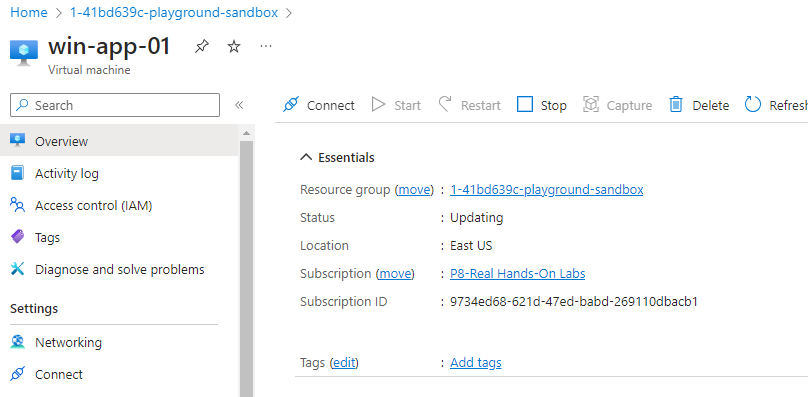 Home > 1-41bd639c-playground-sandbox >
win-app-01 ...
Virtual machine
Search «
Connect Start Restart Stop Capture Delete Refresh
Overview
Activity log
Access control (IAM)
Tags
Diagnose and solve problems
Settings
Networking
Connect
Essentials
Resource group (move) : 1-41bd639c-playground-sandbox
Status : Updating
Location : East US
Subscription (move) : P8-Real Hands-On Labs
Subscription ID : 9734ed68-621d-47ed-babd-269110dbacb1
Tags (edit) : Add tags